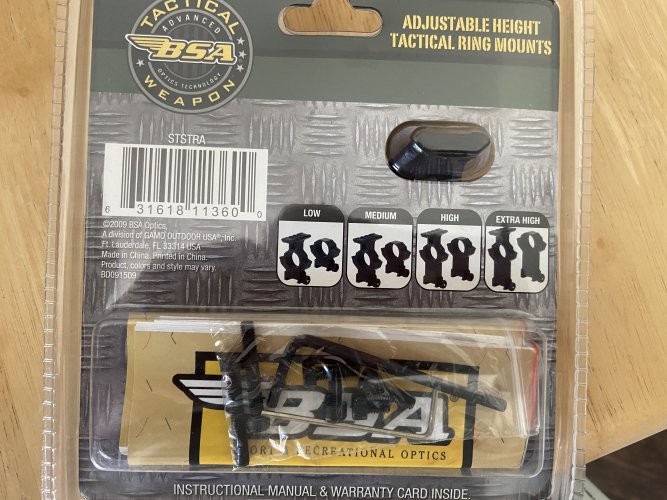 TACTICAL
ADVANCED
BSA
OPTICS TECHNOLOGY
WEAPON
ADJUSTABLE HEIGHT
TACTICAL RING MOUNTS
STSTRA
6 31618 11360 0
©2009 BSA Optics,
A division of GAMO OUTDOOR USA®, Inc.
Ft. Lauderdale, FL 33314 USA
Made in China. Printed in China.
Product, colors and style may vary.
BD091509
LOW
MEDIUM
HIGH
EXTRA HIGH
BSA®
RECREATIONAL OPTICS
INSTRUCTIONAL MANUAL & WARRANTY CARD INSIDE.